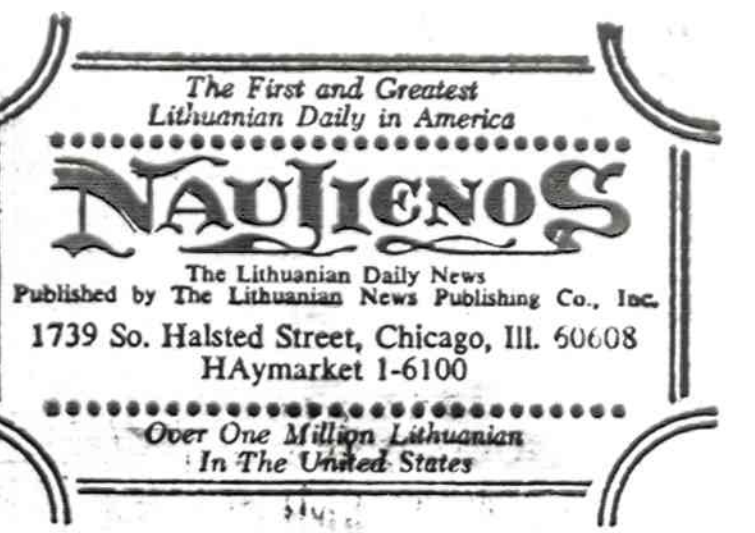 The First and Greatest
Lithuanian Daily in America
NAUJIENOS
The Lithuanian Daily News
Published by The Lithuanian News Publishing Co., Inc.
1739 So. Halsted Street, Chicago, Ill. 60608
HAymarket 1-6100
Over One Million Lithuanian
In The United States